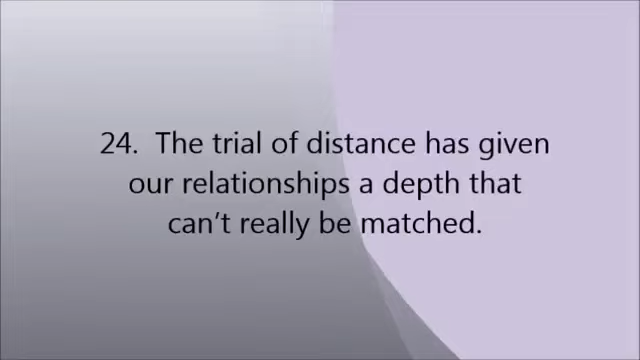 24.  The trial of distance has given
our relationships a depth that
can't really be matched.